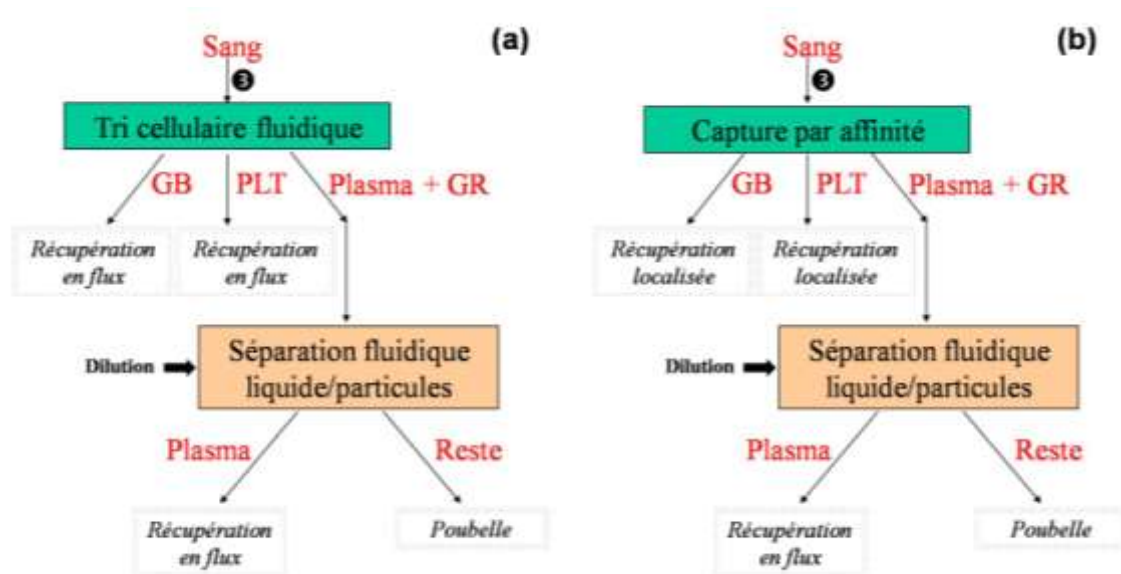 (a)
Sang
❸
Tri cellulaire fluidique
GB
PLT
Plasma + GR
Récupération
en flux
Récupération
en flux
Dilution
Séparation fluidique
liquide/particules
Plasma
Reste
Récupération
en flux
Poubelle
(b)
Sang
❸
Capture par affinité
GB
PLT
Plasma + GR
Récupération
localisée
Récupération
localisée
Dilution
Séparation fluidique
liquide/particules
Plasma
Reste
Récupération
en flux
Poubelle